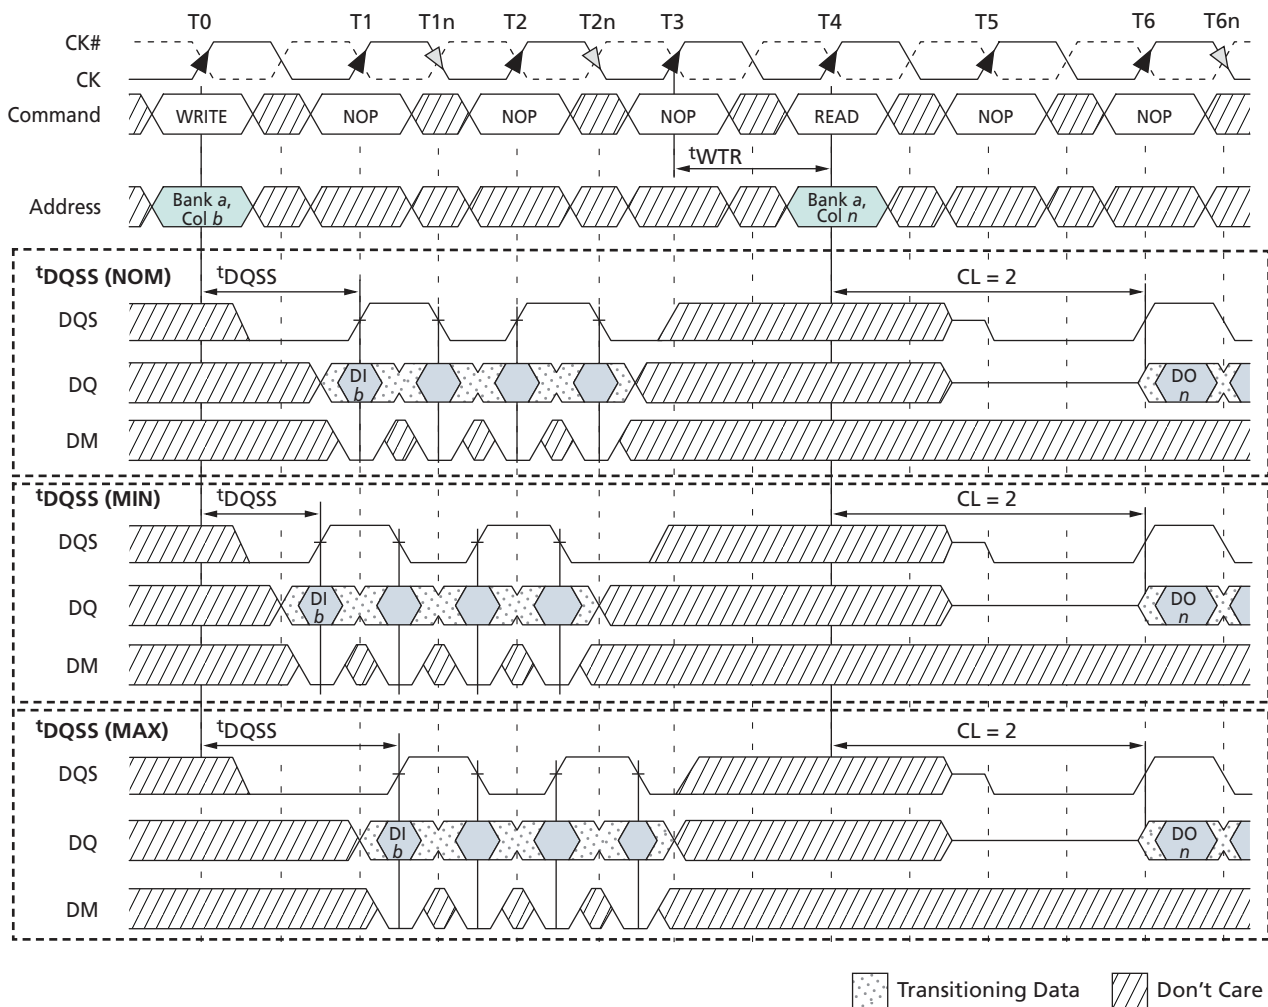 T0 T1 T1n T2 T2n T3 T4 T5 T6 T6n
CK#
CK
Command WRITE NOP NOP NOP READ NOP NOP
tWTR
Address Bank a, Col b Bank a, Col n
tDQSS (NOM) tDQSS CL = 2
DQS
DQ DI b DO n
DM
tDQSS (MIN) tDQSS CL = 2
DQS
DQ DI b DO n
DM
tDQSS (MAX) tDQSS CL = 2
DQS
DQ DI b DO n
DM
Transitioning Data Don't Care